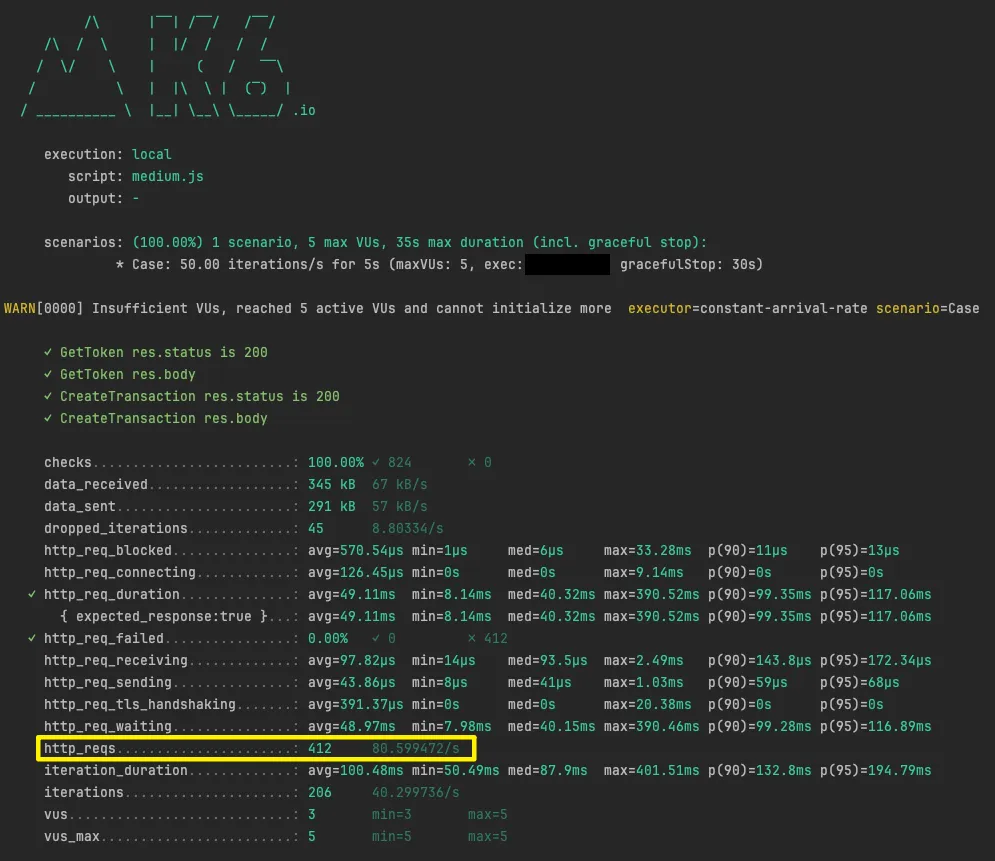 /\      |‾‾| /‾‾/   /‾‾/
    /\  /  \     |  |/  /   /  /
   /  \/    \    |     (   /   ‾‾\
  /          \   |  |\  \ |  (‾)  |
 / __________ \  |__| \__\ \_____/ .io
execution: local
script: medium.js
output: -
scenarios: (100.00%) 1 scenario, 5 max VUs, 35s max duration (incl. graceful stop):
* Case: 50.00 iterations/s for 5s (maxVUs: 5, exec: gracefulStop: 30s)
WARN[0000] Insufficient VUs, reached 5 active VUs and cannot initialize more  executor=constant-arrival-rate scenario=Case
✓ GetToken res.status is 200
✓ GetToken res.body
✓ CreateTransaction res.status is 200
✓ CreateTransaction res.body
checks.........................: 100.00% ✓ 824       ✗ 0
data_received..................: 345 kB  67 kB/s
data_sent......................: 291 kB  57 kB/s
dropped_iterations.............: 45      8.80334/s
http_req_blocked...............: avg=570.54µs min=1µs     med=6µs     max=33.28ms  p(90)=11µs    p(95)=13µs
http_req_connecting............: avg=126.45µs min=0s      med=0s      max=9.14ms   p(90)=0s      p(95)=0s
✓ http_req_duration..............: avg=49.11ms  min=8.14ms  med=40.32ms max=390.52ms p(90)=99.35ms p(95)=117.06ms
{ expected_response:true }...: avg=49.11ms  min=8.14ms  med=40.32ms max=390.52ms p(90)=99.35ms p(95)=117.06ms
✓ http_req_failed................: 0.00%   ✓ 0         ✗ 412
http_req_receiving.............: avg=97.82µs  min=14µs    med=93.5µs  max=2.49ms   p(90)=143.8µs p(95)=172.34µs
http_req_sending...............: avg=43.86µs  min=8µs     med=41µs    max=1.03ms   p(90)=59µs    p(95)=68µs
http_req_tls_handshaking.......: avg=391.37µs min=0s      med=0s      max=20.38ms  p(90)=0s      p(95)=0s
http_req_waiting...............: avg=48.97ms  min=7.98ms  med=40.15ms max=390.46ms p(90)=99.28ms p(95)=116.89ms
http_reqs......................: 412     80.599472/s
iteration_duration.............: avg=100.48ms min=50.49ms med=87.9ms  max=401.51ms p(90)=132.8ms p(95)=194.79ms
iterations.....................: 206     40.299736/s
vus............................: 3       min=3       max=5
vus_max........................: 5       min=5       max=5